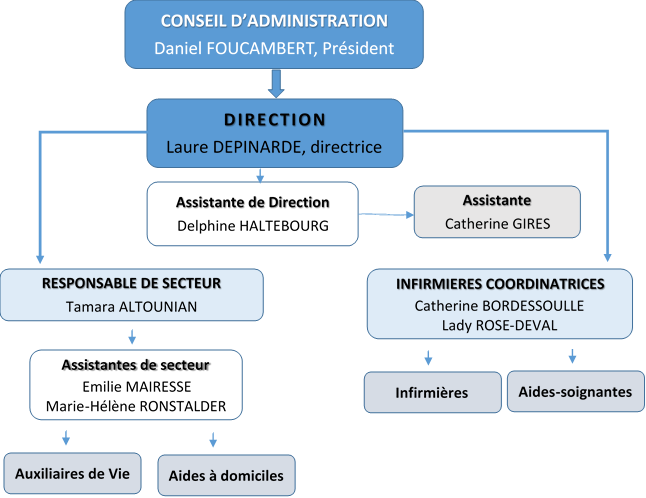 CONSEIL D’ADMINISTRATION
Daniel FOUCAMBERT, Président
DIRECTION
Laure DEPINARDE, directrice
Assistante de Direction
Delphine HALTEBOURG
Assistante
Catherine GIRES
RESPONSABLE DE SECTEUR
Tamara ALTOUNIAN
INFIRMIERES COORDINATRICES
Catherine BORDESSOULLE
Lady ROSE-DEVAL
Assistantes de secteur
Emilie MAIRESSE
Marie-Hélène RONSTALDER
Infirmières
Aides-soignantes
Auxiliaires de Vie
Aides à domiciles